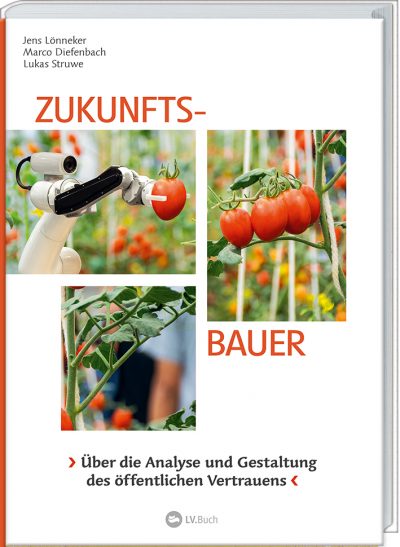 Jens Lönneker
Marco Diefenbach
Lukas Struwe
ZUKUNFTS-
BAUER
› Über die Analyse und Gestaltung
des öffentlichen Vertrauens ‹
LV.Buch